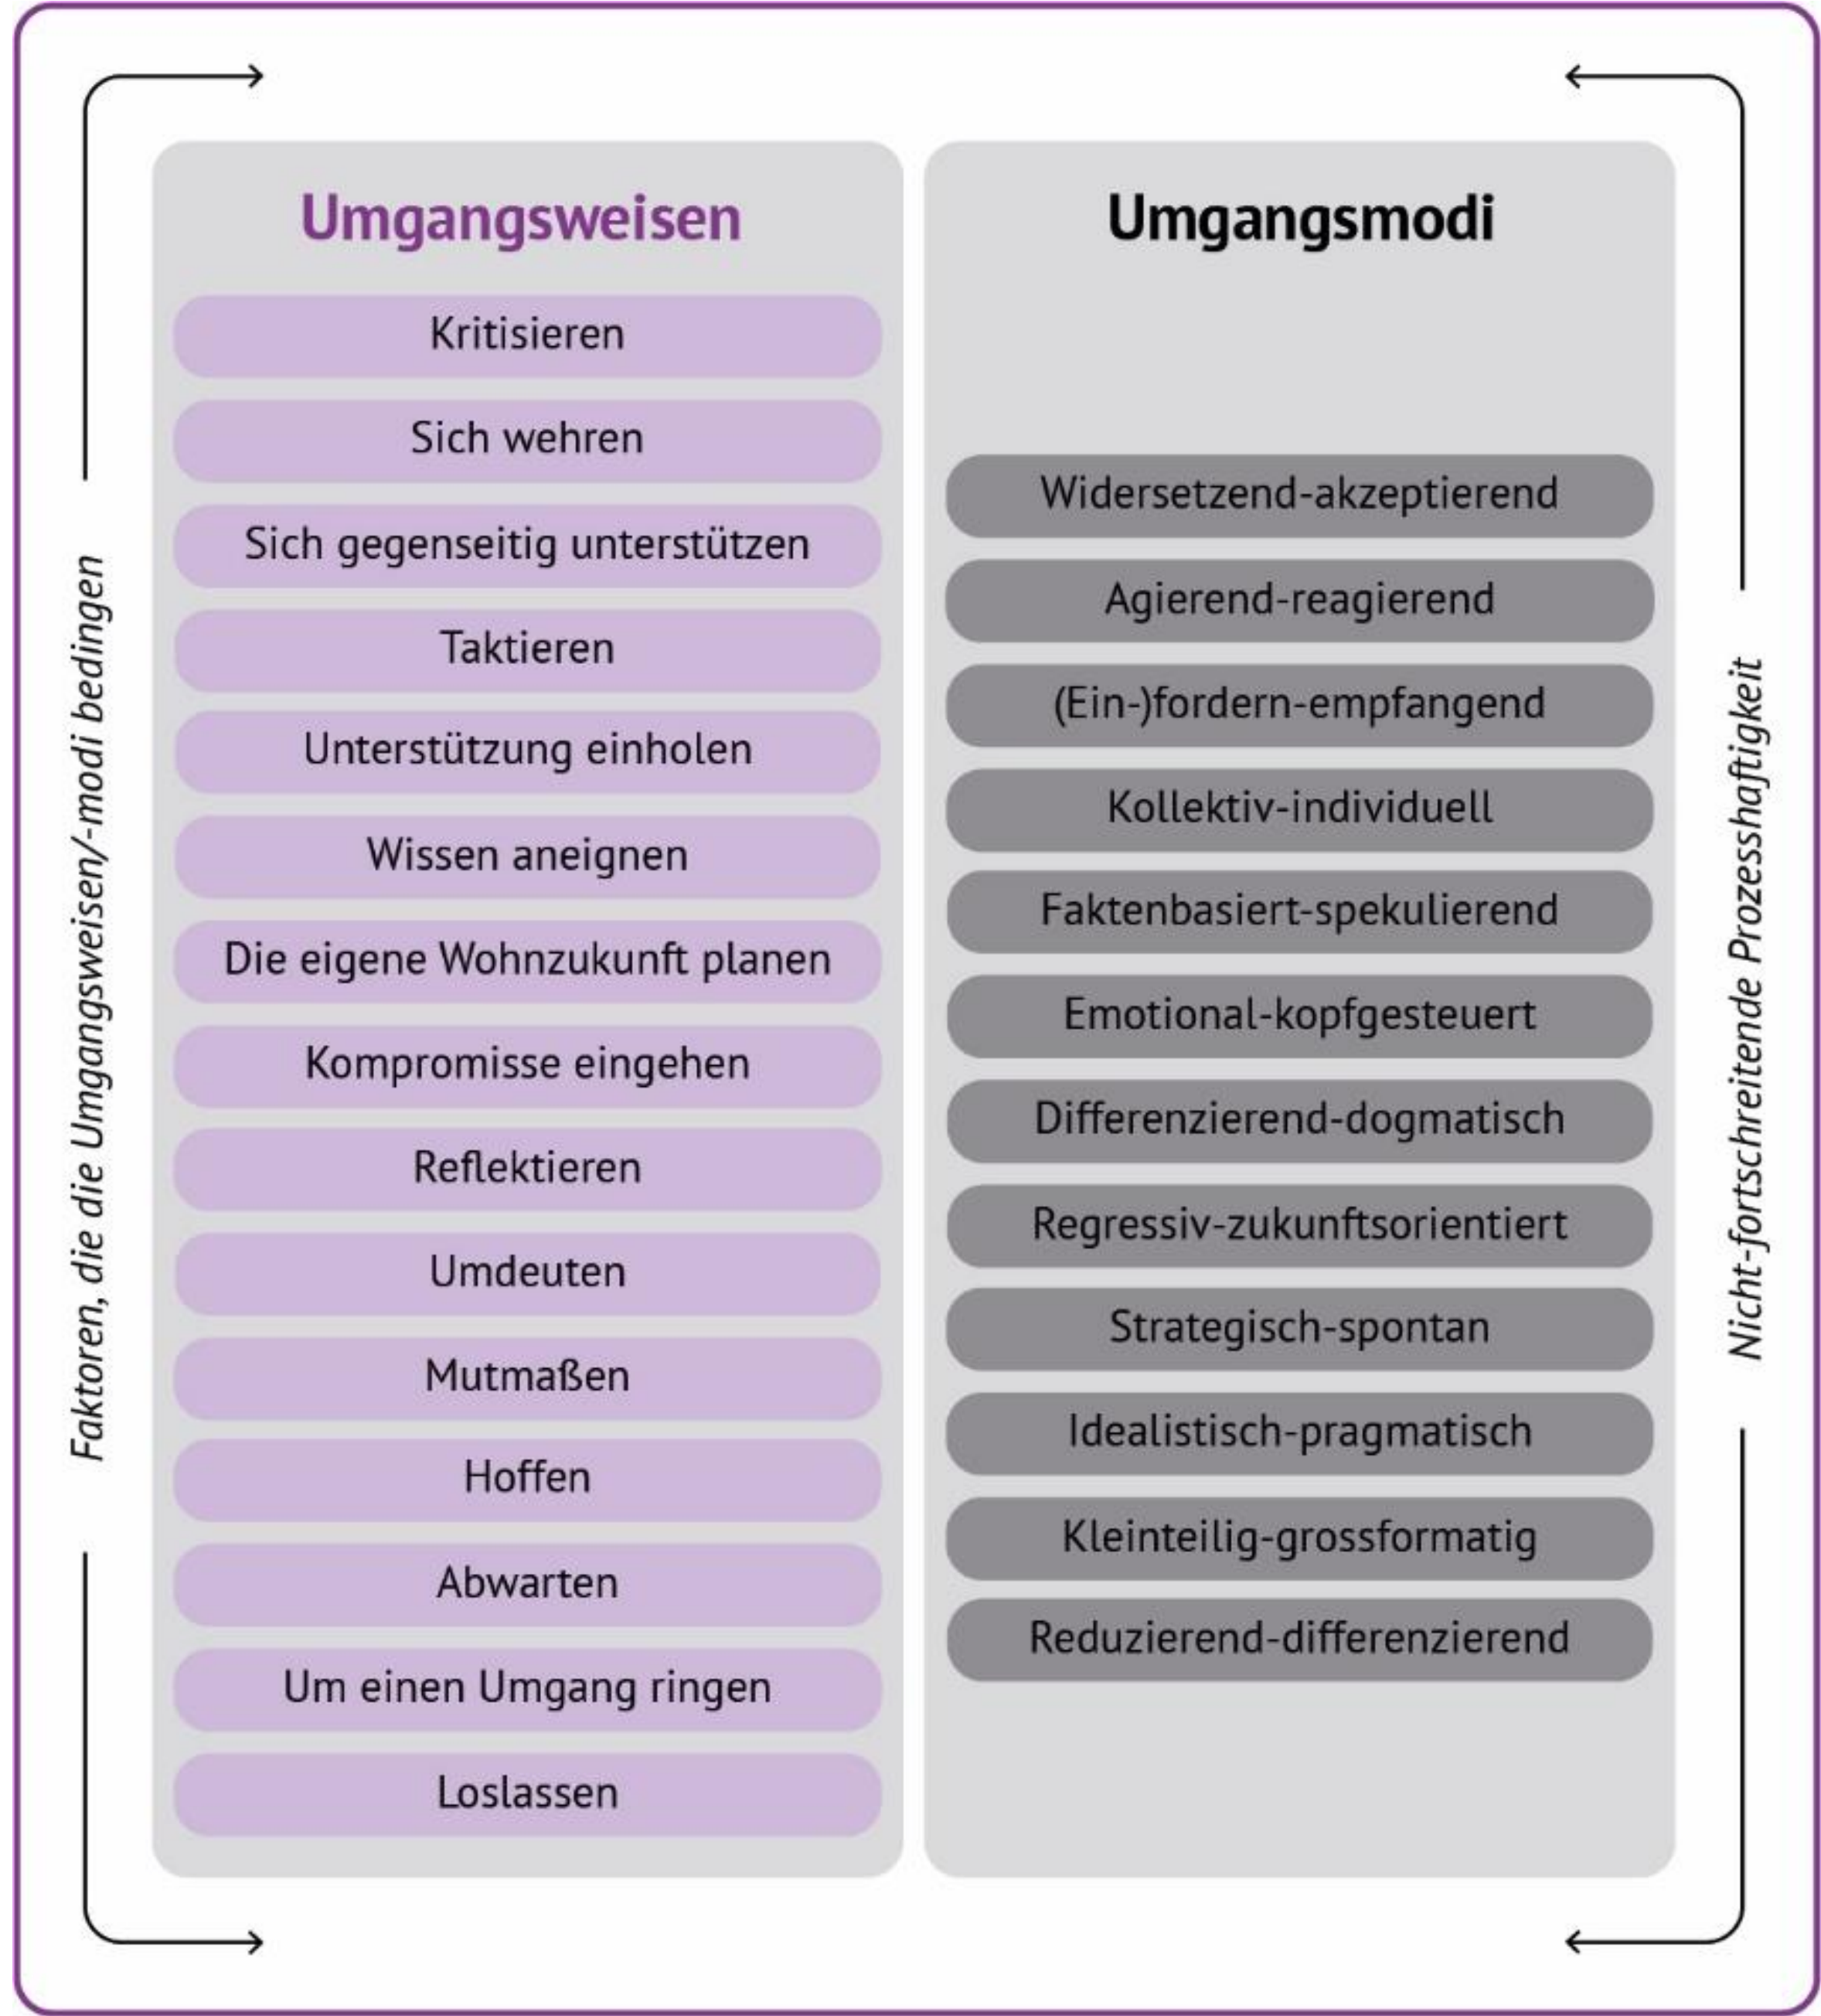 Faktoren, die die Umgangsweisen/-modi bedingen
Umgangsweisen
Kritisieren
Sich wehren
Sich gegenseitig unterstützen
Taktieren
Unterstützung einholen
Wissen aneignen
Die eigene Wohnzukunft planen
Kompromisse eingehen
Reflektieren
Umdeuten
Mutmaßen
Hoffen
Abwarten
Um einen Umgang ringen
Loslassen
Umgangsmodi
Widersetzend-akzeptierend
Agierend-reagierend
(Ein-)fordern-empfangend
Kollektiv-individuell
Faktenbasiert-spekulierend
Emotional-kopfgesteuert
Differenzierend-dogmatisch
Regressiv-zukunftsorientiert
Strategisch-spontan
Idealistisch-pragmatisch
Kleinteilig-grossformatig
Reduzierend-differenzierend
Nicht-fortschreitende Prozesshaftigkeit